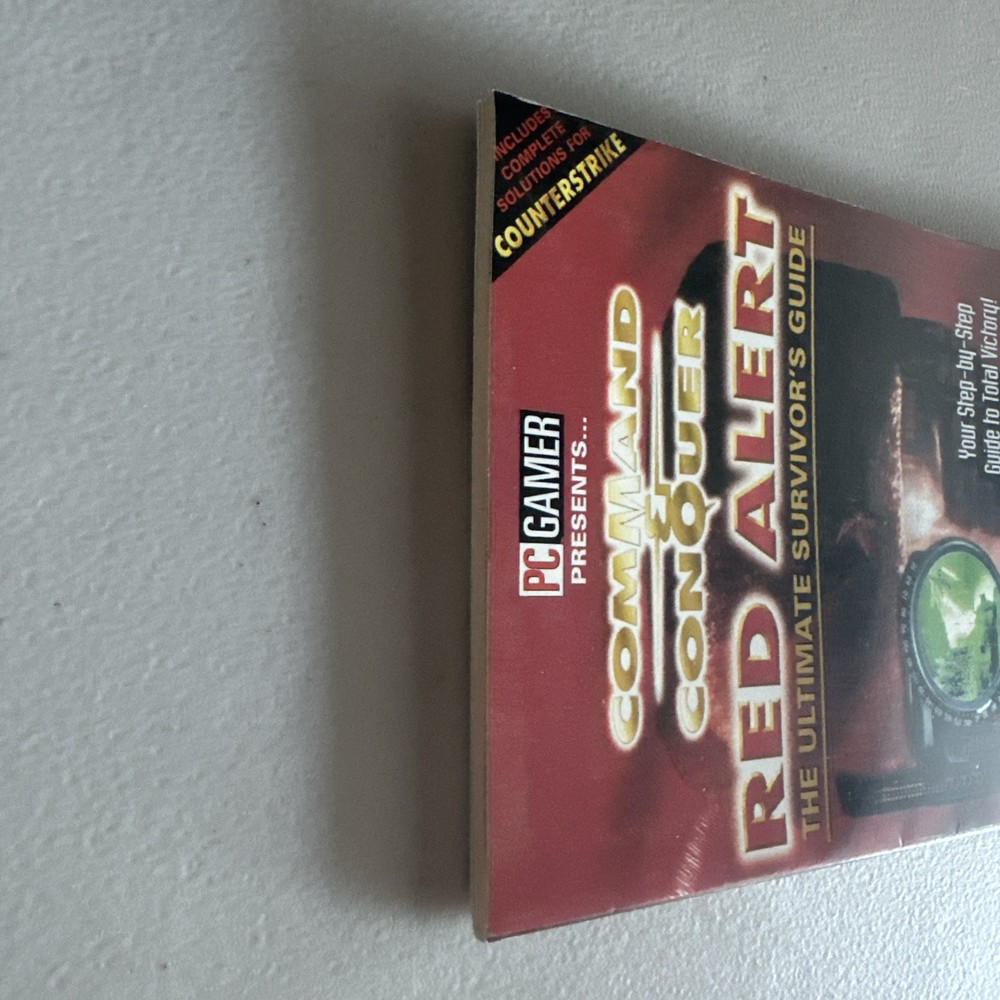 INCLUDES
COMPLETE
SOLUTIONS FOR
COUNTERSTRIKE
PC GAMER
PRESENTS...
COMMAND
&
CONQUER
RED ALERT
THE ULTIMATE SURVIVOR'S GUIDE
Your Step-by-Step
Guide to Total Victory!